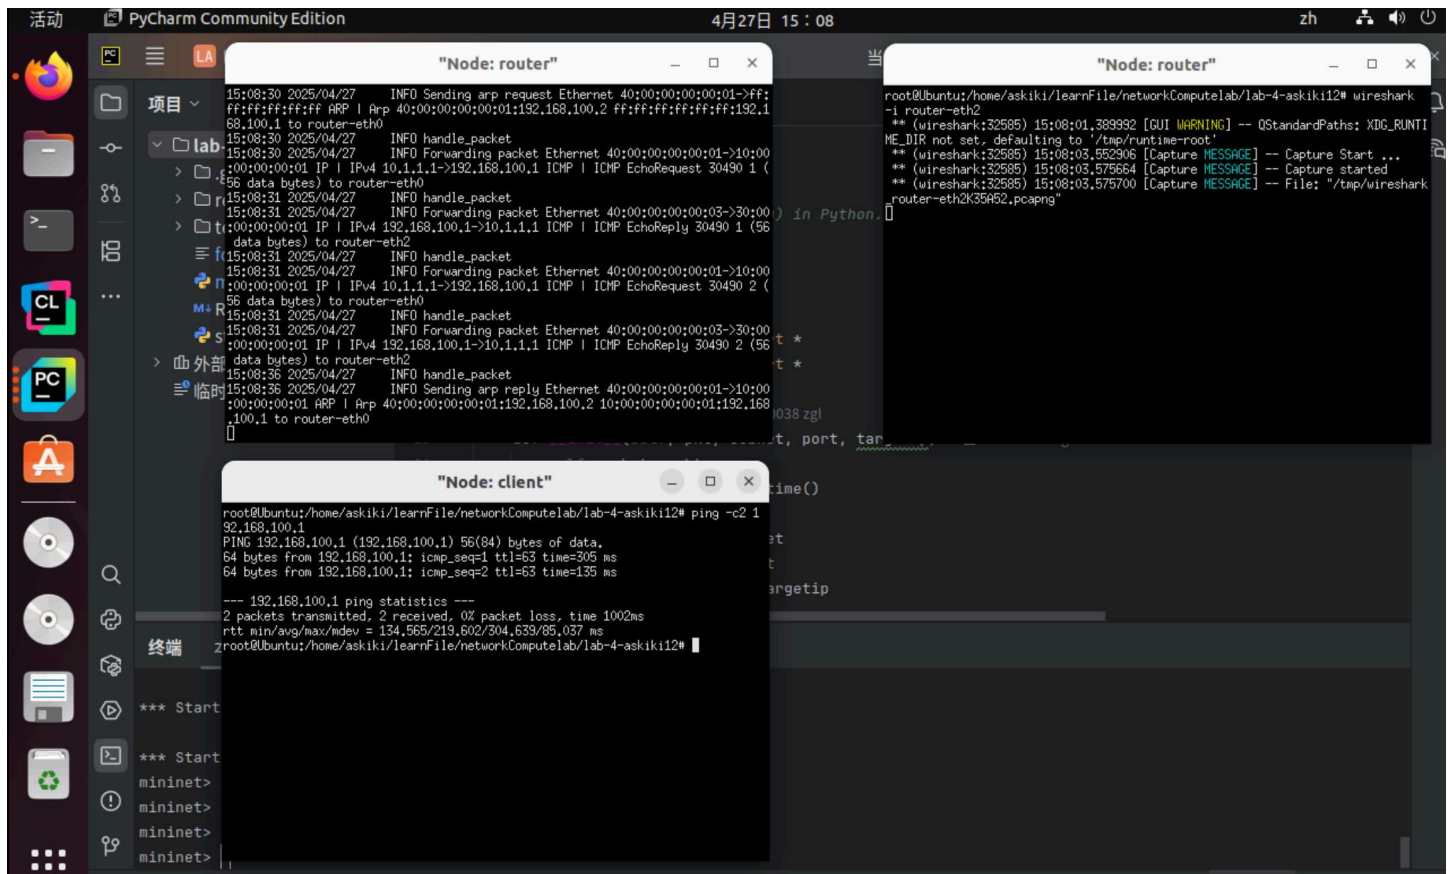 活动
PyCharm Community Edition
4月27日 15：08
zh
LA
当
"Node: router"
15:08:30 2025/04/27     INFO Sending arp request Ethernet 40:00:00:00:00:01->ff:
ff:ff:ff:ff:ff ARP | Arp 40:00:00:00:00:01:192.168.100.2 ff:ff:ff:ff:ff:ff:192.1
68.100.1 to router-eth0
15:08:30 2025/04/27     INFO handle_packet
15:08:30 2025/04/27     INFO Forwarding packet Ethernet 40:00:00:00:00:01->10:00
:00:00:00:01 IP | IPv4 10.1.1.1->192.168.100.1 ICMP | ICMP EchoRequest 30490 1 (
56 data bytes) to router-eth0
15:08:31 2025/04/27     INFO handle_packet
15:08:31 2025/04/27     INFO Forwarding packet Ethernet 40:00:00:00:00:03->30:00
:00:00:00:01 IP | IPv4 192.168.100.1->10.1.1.1 ICMP | ICMP EchoReply 30490 1 (56
 data bytes) to router-eth2
15:08:31 2025/04/27     INFO handle_packet
15:08:31 2025/04/27     INFO Forwarding packet Ethernet 40:00:00:00:00:01->10:00
:00:00:00:01 IP | IPv4 10.1.1.1->192.168.100.1 ICMP | ICMP EchoRequest 30490 2 (
56 data bytes) to router-eth0
15:08:31 2025/04/27     INFO handle_packet
15:08:31 2025/04/27     INFO Forwarding packet Ethernet 40:00:00:00:00:03->30:00
:00:00:00:01 IP | IPv4 192.168.100.1->10.1.1.1 ICMP | ICMP EchoReply 30490 2 (56
 data bytes) to router-eth2
15:08:36 2025/04/27     INFO handle_packet
15:08:36 2025/04/27     INFO Sending arp reply Ethernet 40:00:00:00:00:01->10:00
:00:00:00:01 ARP | Arp 40:00:00:00:00:01:192.168.100.2 10:00:00:00:00:01:192.168
.100.1 to router-eth0
"Node: router"
root@Ubuntu:/home/askiki/learnFile/networkComputelab/lab-4-askiki12# wireshark
-i router-eth2
 ** (wireshark:32585) 15:08:01.389992 [GUI WARNING] -- QStandardPaths: XDG_RUNTI
ME_DIR not set, defaulting to '/tmp/runtime-root'
 ** (wireshark:32585) 15:08:03.552906 [Capture MESSAGE] -- Capture Start ...
 ** (wireshark:32585) 15:08:03.575664 [Capture MESSAGE] -- Capture started
 ** (wireshark:32585) 15:08:03.575700 [Capture MESSAGE] -- File: "/tmp/wireshark
_router-eth2K35A52.pcapng"
项目
lab-
外部
临时
) in Python.
t *
t *
0038 zgl
t, port, tar
time()
et
t
argetip
"Node: client"
root@Ubuntu:/home/askiki/learnFile/networkComputelab/lab-4-askiki12# ping -c2 1
92.168.100.1
PING 192.168.100.1 (192.168.100.1) 56(84) bytes of data.
64 bytes from 192.168.100.1: icmp_seq=1 ttl=63 time=305 ms
64 bytes from 192.168.100.1: icmp_seq=2 ttl=63 time=135 ms
--- 192.168.100.1 ping statistics ---
2 packets transmitted, 2 received, 0% packet loss, time 1002ms
rtt min/avg/max/mdev = 134.565/219.602/304.639/85.037 ms
root@Ubuntu:/home/askiki/learnFile/networkComputelab/lab-4-askiki12#
终端
*** Start
*** Start
mininet>
mininet>
mininet>
mininet>